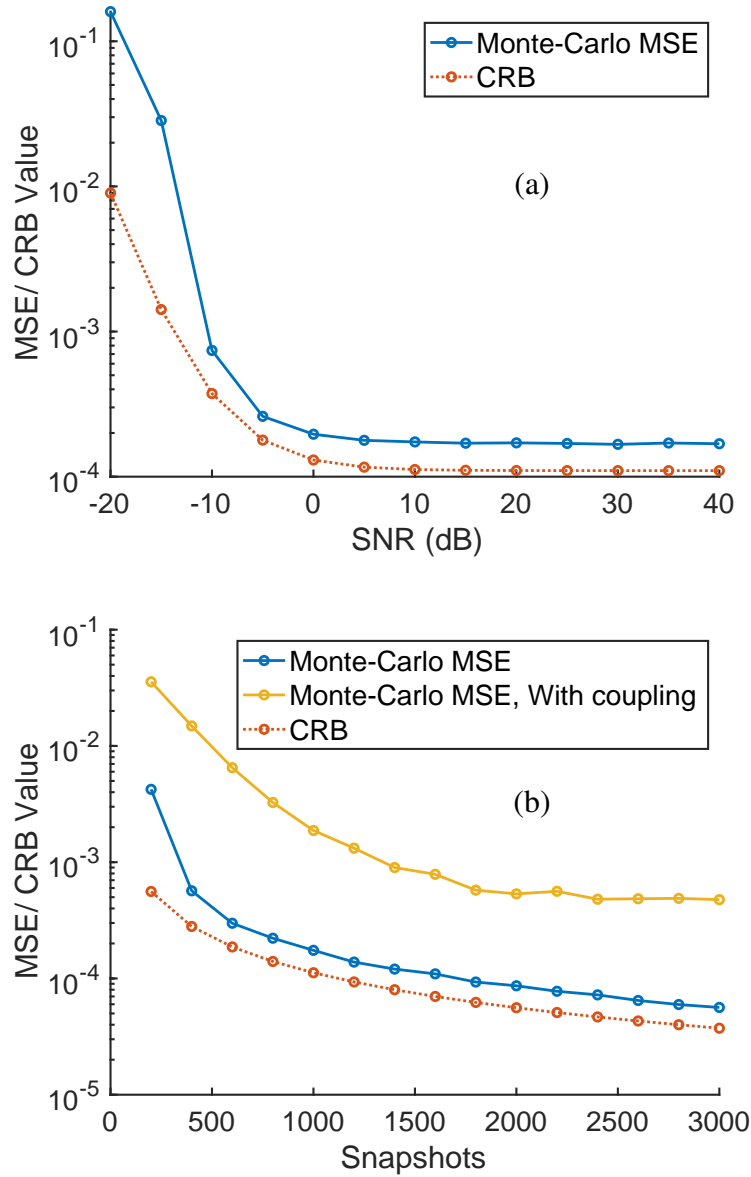 Monte-Carlo MSE
CRB
(a)
MSE/ CRB Value
10^-1
10^-2
10^-3
10^-4
-20 -10 0 10 20 30 40
SNR (dB)
Monte-Carlo MSE
Monte-Carlo MSE, With coupling
CRB
(b)
MSE/ CRB Value
10^-1
10^-2
10^-3
10^-4
10^-5
0 500 1000 1500 2000 2500 3000
Snapshots